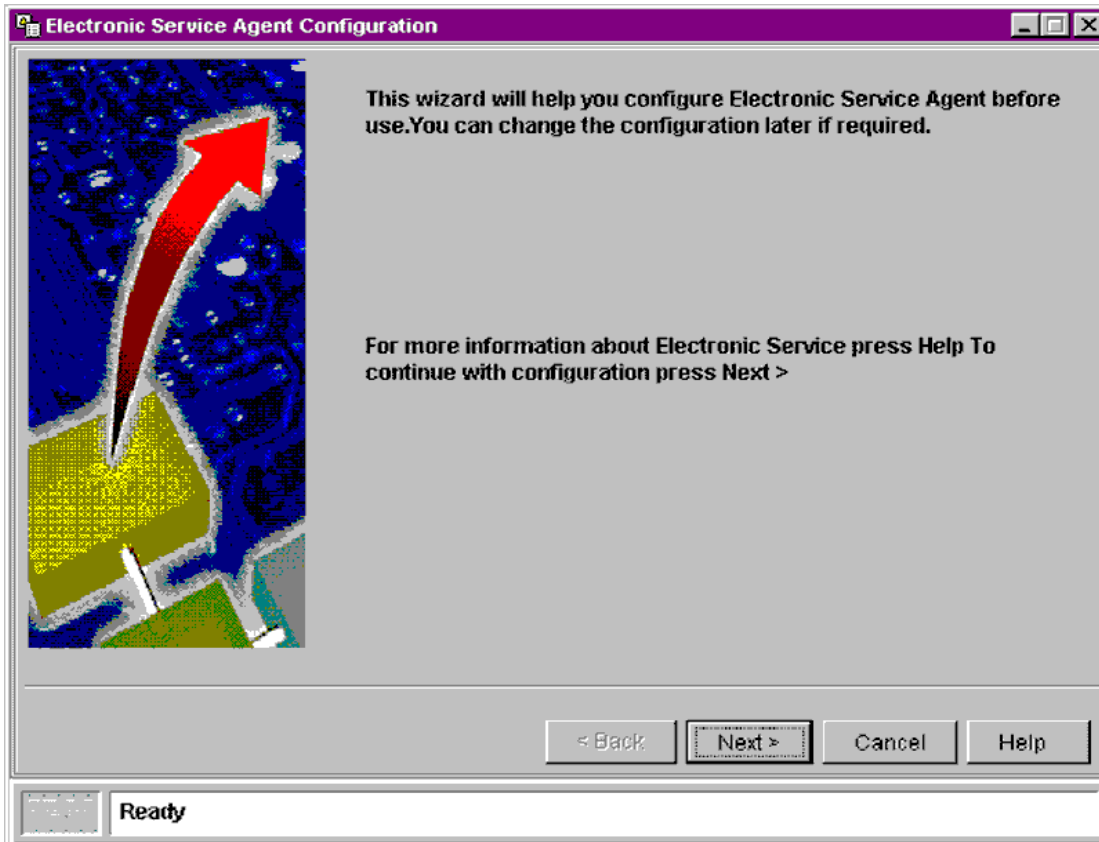 Electronic Service Agent Configuration
This wizard will help you configure Electronic Service Agent before
use.You can change the configuration later if required.
For more information about Electronic Service press Help To
continue with configuration press Next >
< Back
Next >
Cancel
Help
Ready